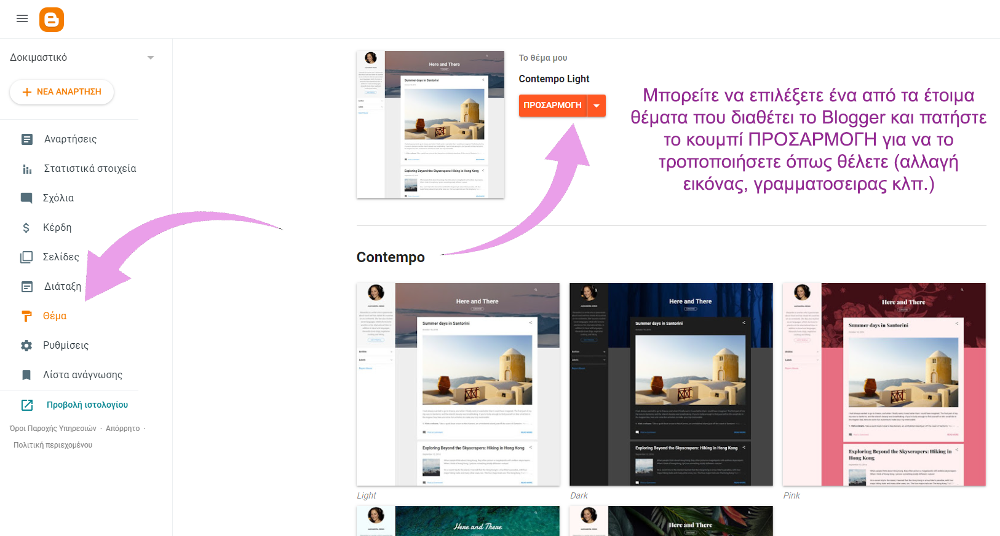 Δοκιμαστικό
ΝΕΑ ΑΝΑΡΤΗΣΗ
Αναρτήσεις
Στατιστικά στοιχεία
Σχόλια
Κέρδη
Σελίδες
Διάταξη
Θέμα
Ρυθμίσεις
Λίστα ανάγνωσης
Προβολή ιστολογίου
Όροι Παροχής Υπηρεσιών · Απόρρητο ·
Πολιτική περιεχομένου
Here and There
Summer days in Santorini
Exploring Beyond the Skyscrapers: Hiking in Hong Kong
Το θέμα μου
Contempo Light
ΠΡΟΣΑΡΜΟΓΗ
Μπορείτε να επιλέξετε ένα από τα έτοιμα
θέματα που διαθέτει το Blogger και πατήστε
το κουμπί ΠΡΟΣΑΡΜΟΓΗ για να το
τροποποιήσετε όπως θέλετε (αλλαγή
εικόνας, γραμματοσειρας κλπ.)
Contempo
Here and There
Summer days in Santorini
Exploring Beyond the Skyscrapers: Hiking in Hong Kong
Light
Here and There
Summer days in Santorini
Exploring Beyond the Skyscrapers: Hiking in Hong Kong
Dark
Here and There
Summer days in Santorini
Exploring Beyond the Skyscrapers: Hiking in
Hong Kong
Pink
Here and There
Here and There